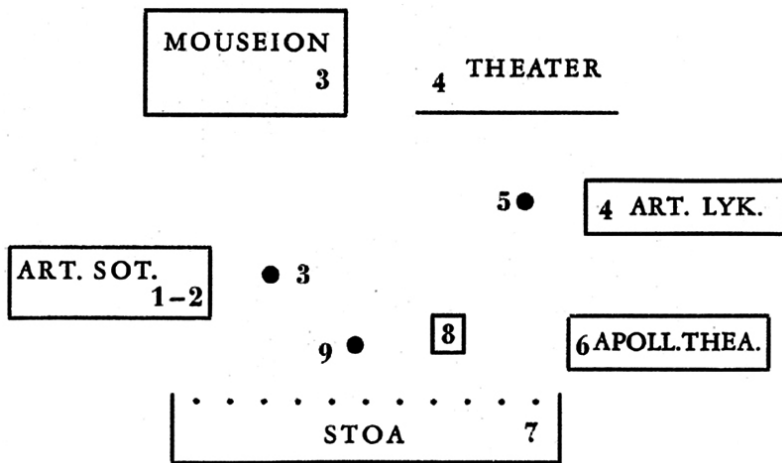 MOUSEION
3
4 THEATER
5
4 ART. LYK.
ART. SOT.
1–2
3
9
8
6 APOLL.THEA.
STOA 7